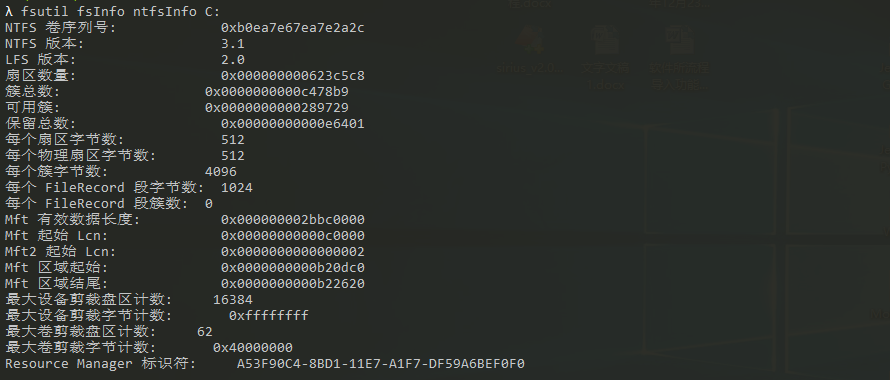 λ fsutil fsInfo ntfsInfo C:
NTFS 卷序列号: 0xb0ea7e67ea7e2a2c
NTFS 版本: 3.1
LFS 版本: 2.0
扇区数量: 0x000000000623c5c8
簇总数: 0x0000000000c478b9
可用簇: 0x0000000000289729
保留总数: 0x00000000000e6401
每个扇区字节数: 512
每个物理扇区字节数: 512
每个簇字节数: 4096
每个 FileRecord 段字节数: 1024
每个 FileRecord 段簇数: 0
Mft 有效数据长度: 0x000000002bbc0000
Mft 起始 Lcn: 0x00000000000c0000
Mft2 起始 Lcn: 0x0000000000000002
Mft 区域起始: 0x0000000000b20dc0
Mft 区域结尾: 0x0000000000b22620
最大设备剪裁盘区计数: 16384
最大设备剪裁字节计数: 0xffffffff
最大卷剪裁盘区计数: 62
最大卷剪裁字节计数: 0x40000000
Resource Manager 标识符: A53F90C4-8BD1-11E7-A1F7-DF59A6BEF0F0